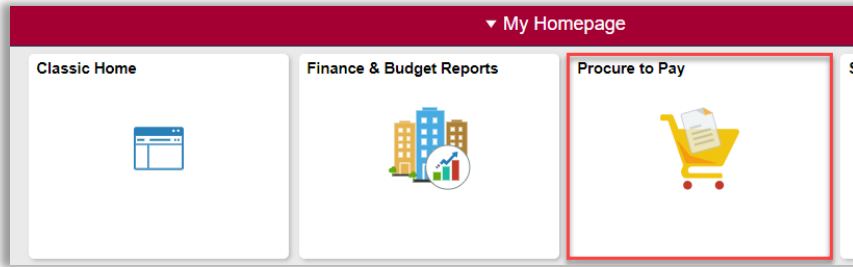 My Homepage
Classic Home
Finance & Budget Reports
Procure to Pay